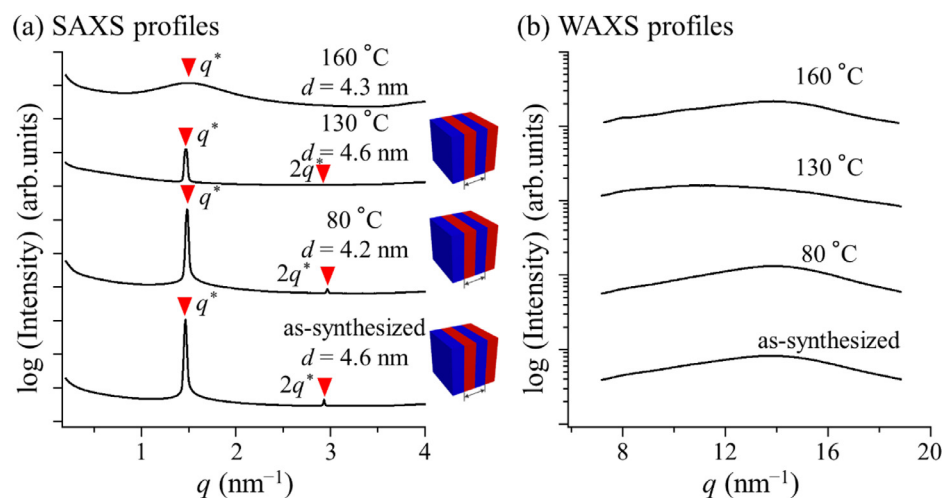 (a) SAXS profiles
log (Intensity) (arb.units)
q*
160 °C
d = 4.3 nm
q*
130 °C
d = 4.6 nm
2q*
q*
80 °C
d = 4.2 nm
2q*
q*
as-synthesized
d = 4.6 nm
2q*
1 2 3 4
q (nm⁻¹)
(b) WAXS profiles
log (Intensity) (arb.units)
160 °C
130 °C
80 °C
as-synthesized
8 12 16 20
q (nm⁻¹)